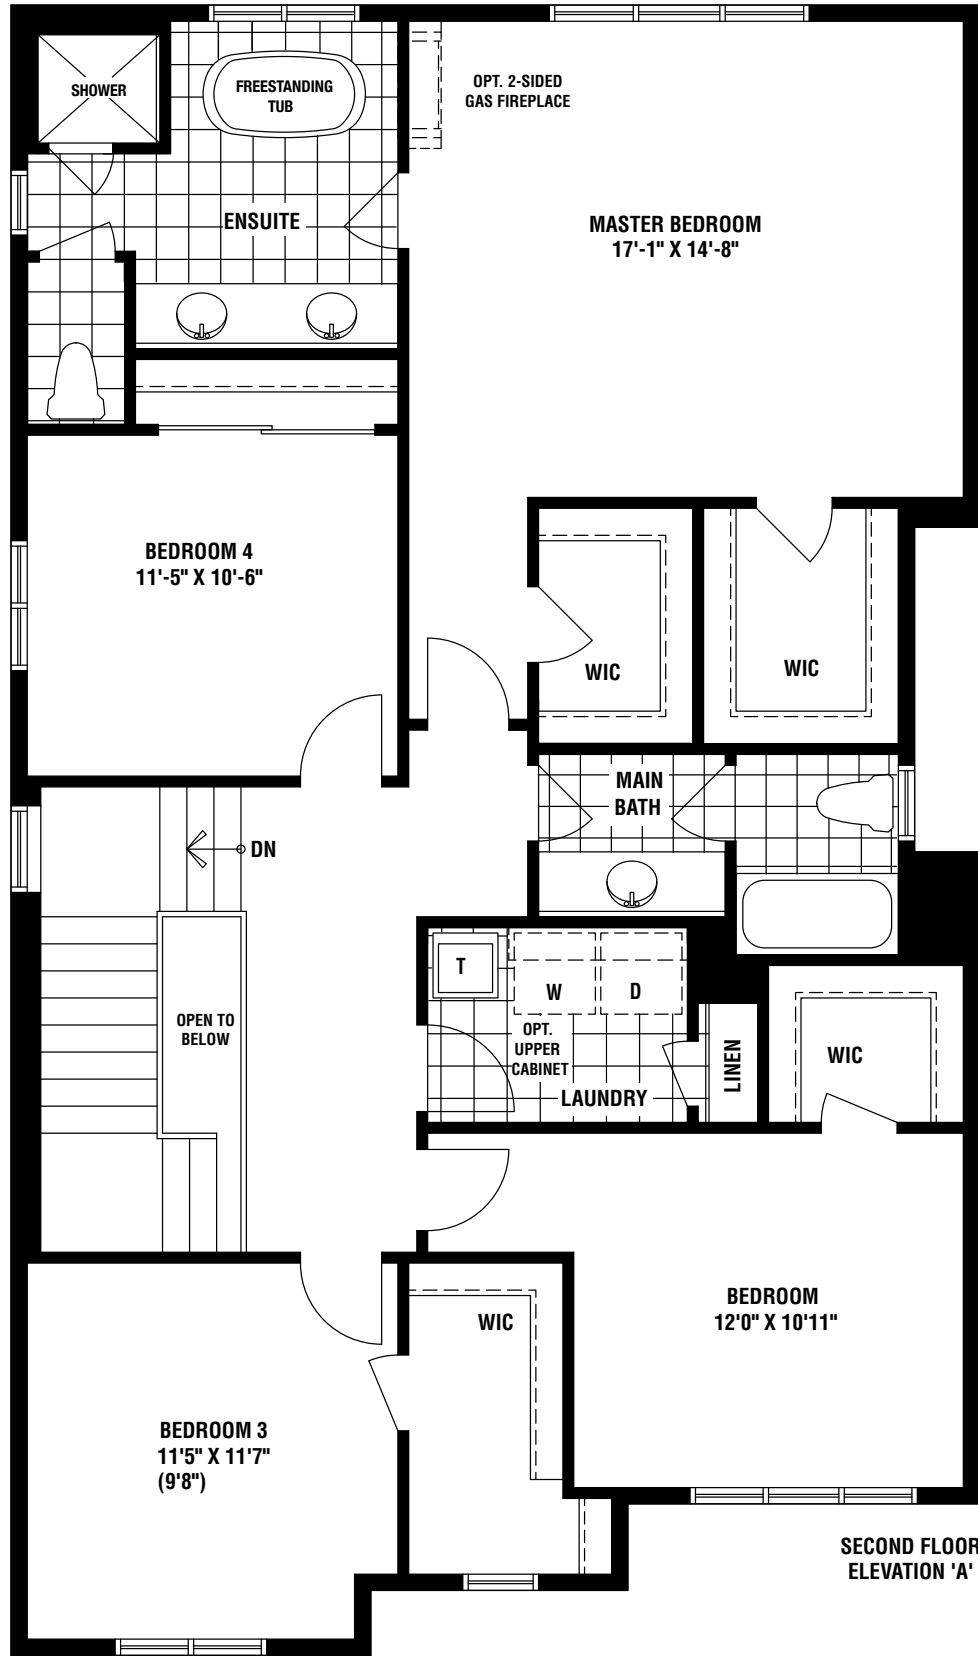 SHOWER
FREESTANDING
TUB
OPT. 2-SIDED
GAS FIREPLACE
ENSUITE
MASTER BEDROOM
17'-1" X 14'-8"
BEDROOM 4
11'-5" X 10'-6"
WIC
WIC
MAIN
BATH
DN
T
W
D
OPEN TO
BELOW
OPT.
UPPER
CABINET
LAUNDRY
LINEN
WIC
BEDROOM
12'0" X 10'11"
WIC
BEDROOM 3
11'5" X 11'7"
(9'8")
SECOND FLOOR
ELEVATION 'A'